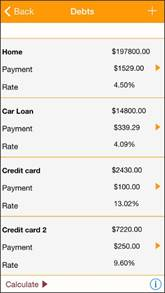 Back Debts +
Home $197800.00
Payment $1529.00
Rate 4.50%
Car Loan $14800.00
Payment $339.29
Rate 4.09%
Credit card $2430.00
Payment $100.00
Rate 13.02%
Credit card 2 $7220.00
Payment $250.00
Rate 9.60%
Calculate